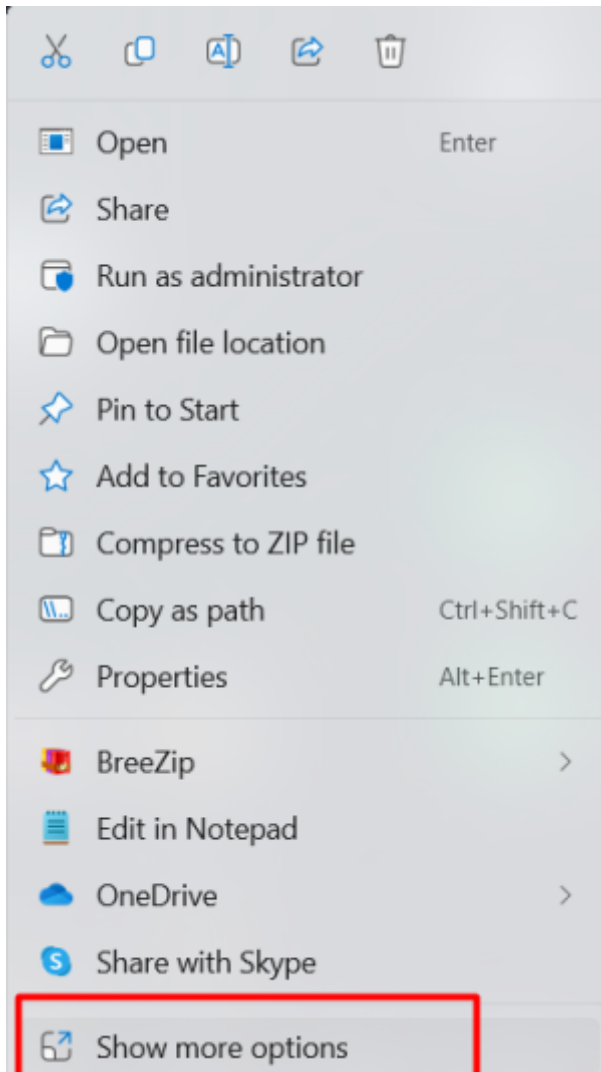 Open Enter
Share
Run as administrator
Open file location
Pin to Start
Add to Favorites
Compress to ZIP file
Copy as path Ctrl+Shift+C
Properties Alt+Enter
BreeZip
Edit in Notepad
OneDrive
Share with Skype
Show more options